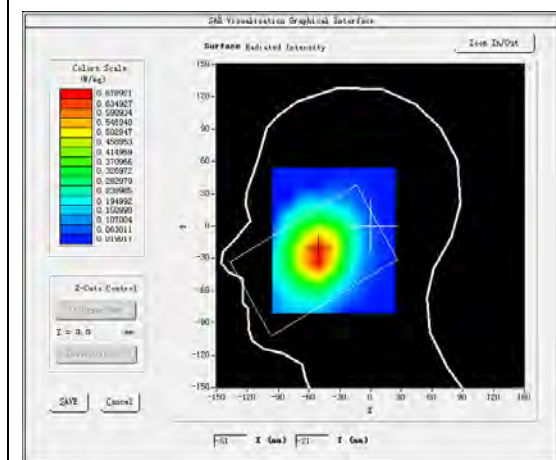 SAR Visualisation Graphical Interface
Surface Radiated Intensity
Zoom In/Out
Colors Scale
(W/kg)
0.678921
0.634927
0.590934
0.546940
0.502947
0.458953
0.414959
0.370966
0.326972
0.282979
0.238985
0.194992
0.150998
0.107004
0.063011
0.019017
150
120
90
60
30
0
-30
-60
-90
-120
-150
Y
-150 -120 -90 -60 -30 0 30 60 90 120 150
X
Z-Cuts Control
Z = 0.0 mm
SAVE
Cancel
-51 X (mm) -21 Y (mm)